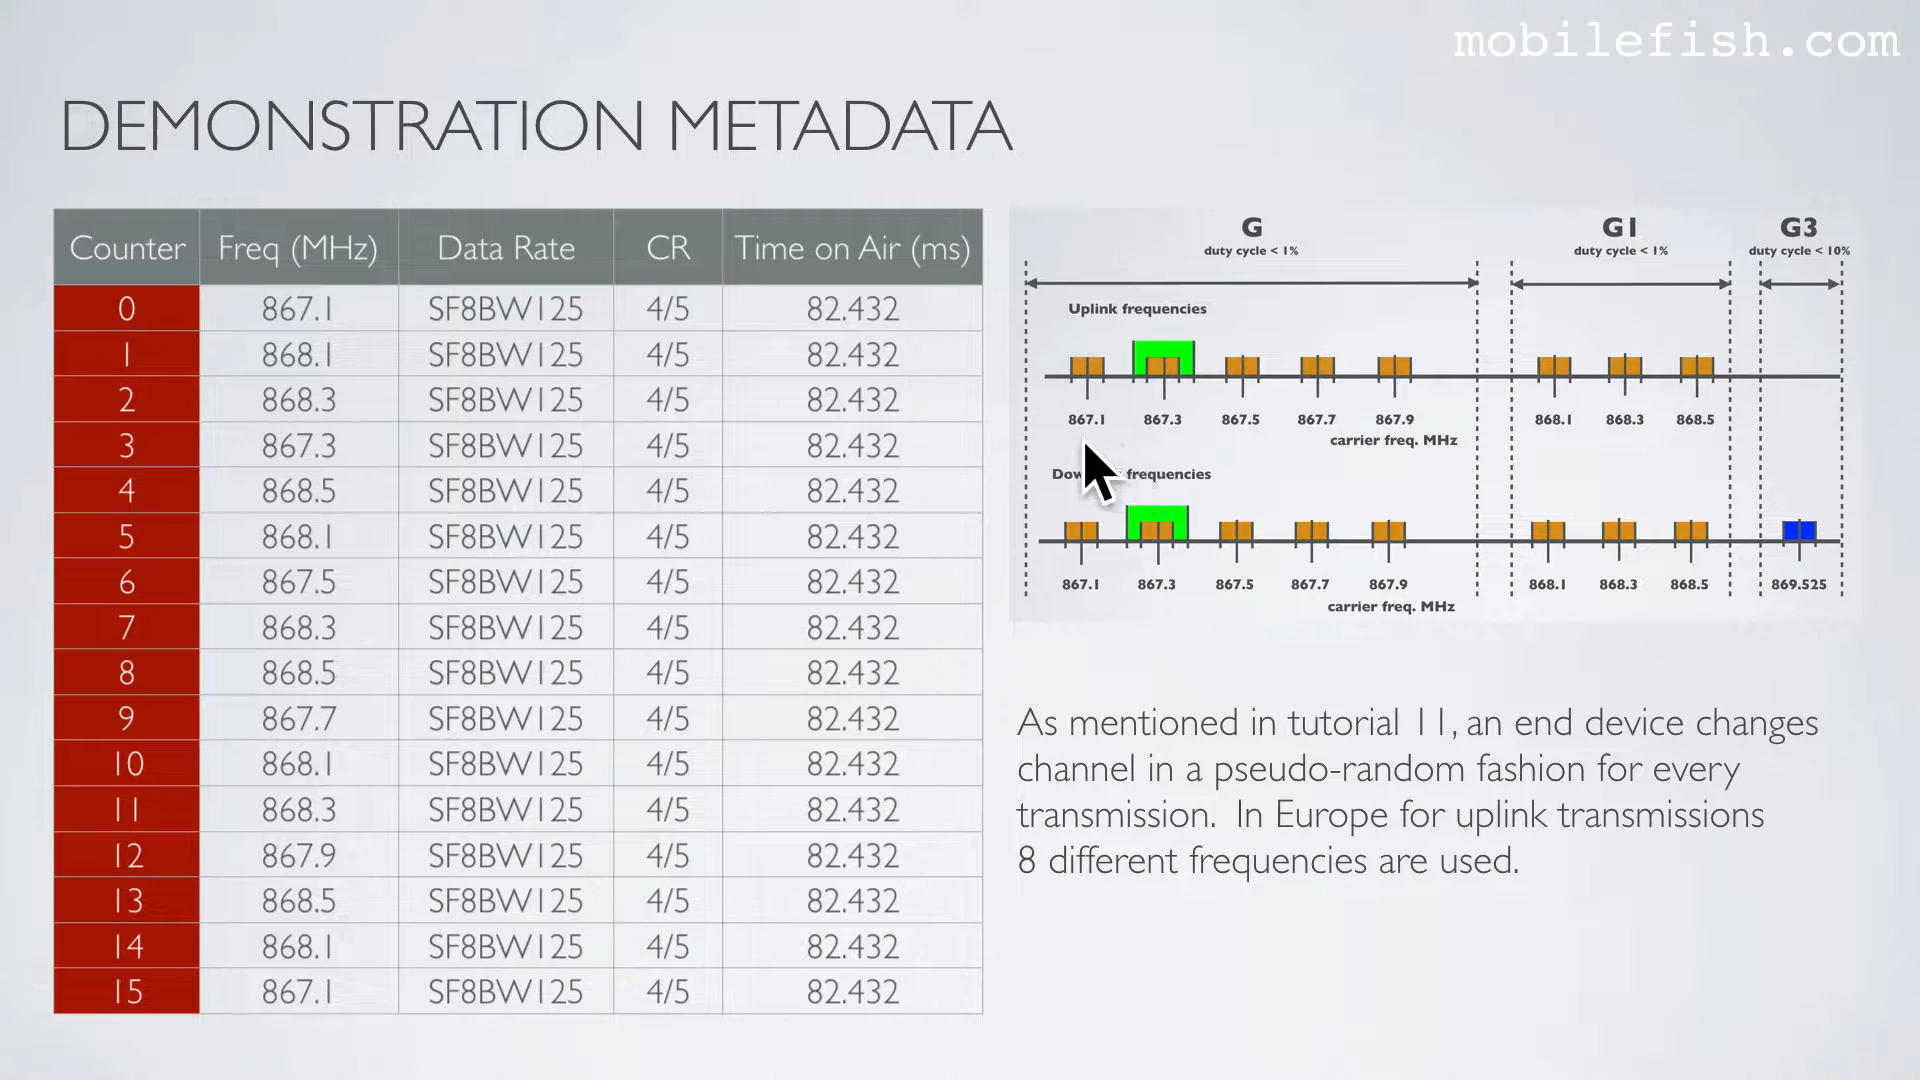 mobilefish.com
DEMONSTRATION METADATA
Counter Freq (MHz) Data Rate CR Time on Air (ms)
0 867.1 SF8BW125 4/5 82.432
1 868.1 SF8BW125 4/5 82.432
2 868.3 SF8BW125 4/5 82.432
3 867.3 SF8BW125 4/5 82.432
4 868.5 SF8BW125 4/5 82.432
5 868.1 SF8BW125 4/5 82.432
6 867.5 SF8BW125 4/5 82.432
7 868.3 SF8BW125 4/5 82.432
8 868.5 SF8BW125 4/5 82.432
9 867.7 SF8BW125 4/5 82.432
10 868.1 SF8BW125 4/5 82.432
11 868.3 SF8BW125 4/5 82.432
12 867.9 SF8BW125 4/5 82.432
13 868.5 SF8BW125 4/5 82.432
14 868.1 SF8BW125 4/5 82.432
15 867.1 SF8BW125 4/5 82.432
G G1 G3
duty cycle < 1% duty cycle < 1% duty cycle < 10%
Uplink frequencies
867.1 867.3 867.5 867.7 867.9 868.1 868.3 868.5
carrier freq. MHz
frequencies
867.1 867.3 867.5 867.7 867.9 868.1 868.3 868.5 869.525
carrier freq. MHz
As mentioned in tutorial 11, an end device changes
channel in a pseudo-random fashion for every
transmission. In Europe for uplink transmissions
8 different frequencies are used.